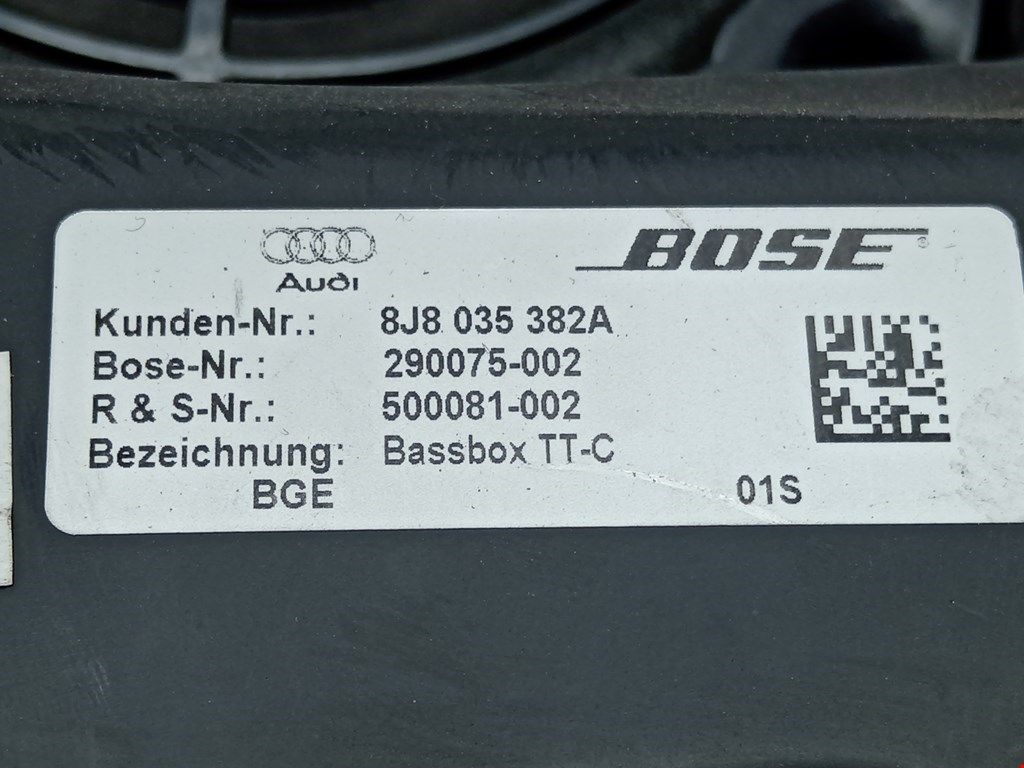 Audi
BOSE®
Kunden-Nr.: 8J8 035 382A
Bose-Nr.: 290075-002
R & S-Nr.: 500081-002
Bezeichnung: Bassbox TT-C
BGE 01S